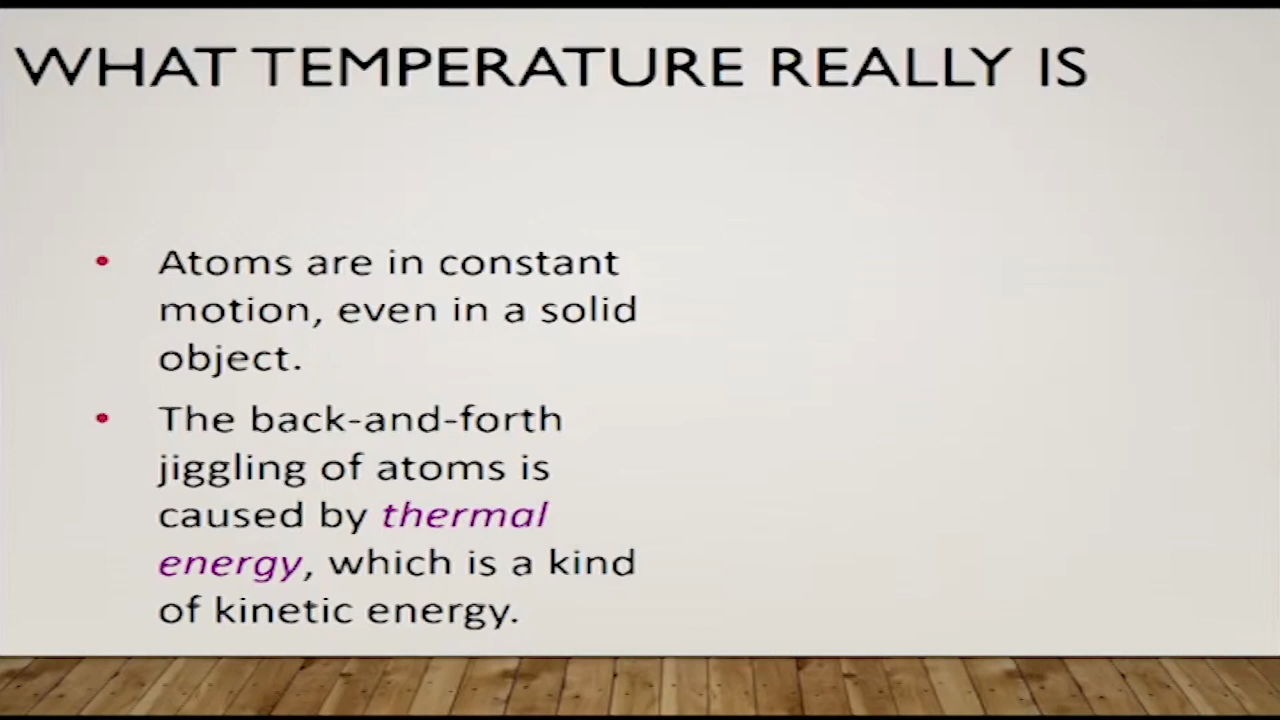 WHAT TEMPERATURE REALLY IS
• Atoms are in constant
motion, even in a solid
object.
• The back-and-forth
jiggling of atoms is
caused by thermal
energy, which is a kind
of kinetic energy.